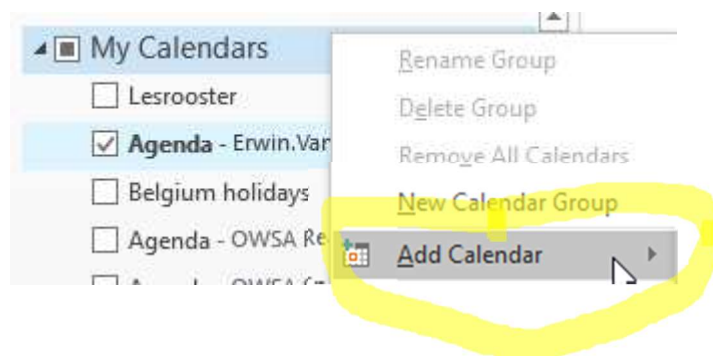 My Calendars
Lesrooster
Agenda - Erwin.Var
Belgium holidays
Agenda - OWSA Re
OWSA
Rename Group
Delete Group
Remove All Calendars
New Calendar Group
Add Calendar